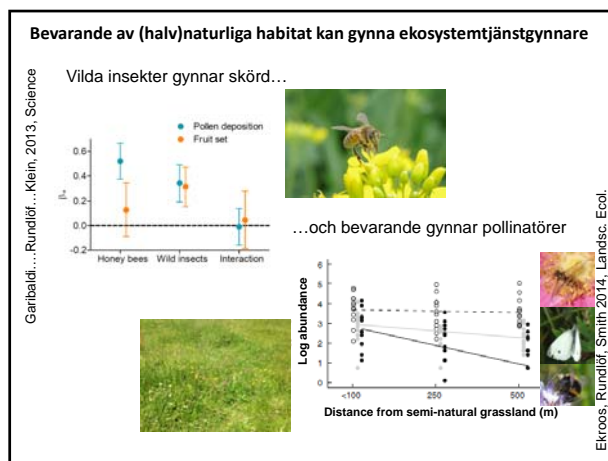 Bevarande av (halv)naturliga habitat kan gynna ekosystemtjänstgynnare
Vilda insekter gynnar skörd…
Garibaldi….Rundlöf…Klein, 2013, Science
Pollen deposition
Fruit set
β+
0.6
0.4
0.2
0.0
-0.2
Honey bees
Wild insects
Interaction
…och bevarande gynnar pollinatörer
Log abundance
6
5
4
3
2
1
0
<100
250
500
Distance from semi-natural grassland (m)
Ekroos, Rundlöf, Smith 2014, Landsc. Ecol.